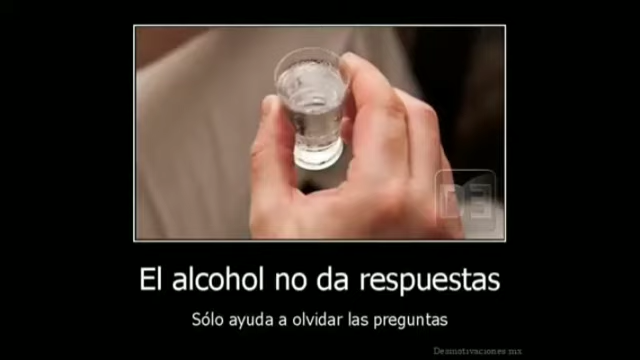 El alcohol no da respuestas
Sólo ayuda a olvidar las preguntas
Desmotivaciones.mx